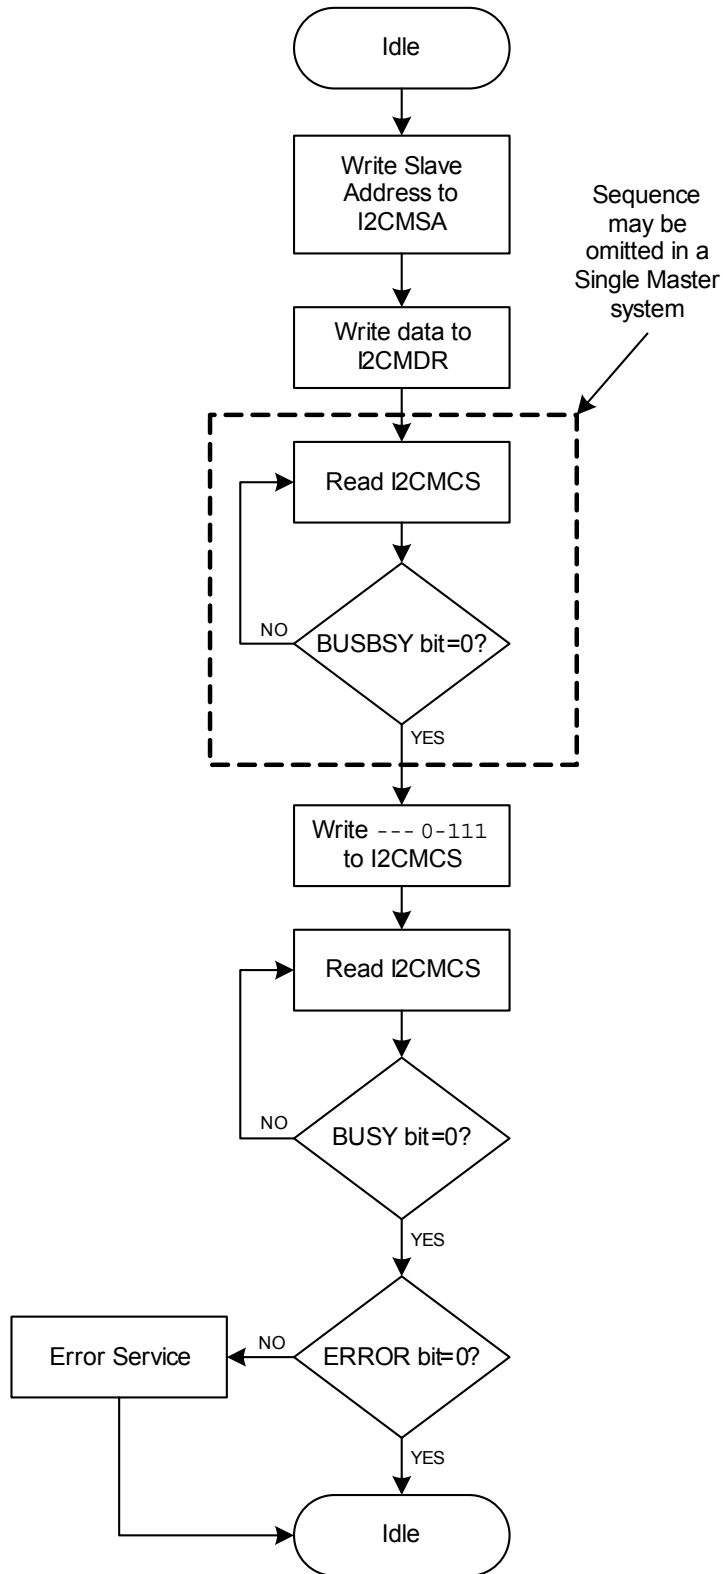 Idle
Write Slave
Address to
I2CMSA
Sequence
may be
omitted in a
Single Master
system
Write data to
I2CMDR
Read I2CMCS
NO
BUSBSY bit=0?
YES
Write --- 0-111
to I2CMCS
Read I2CMCS
NO
BUSY bit=0?
YES
Error Service
NO
ERROR bit=0?
YES
Idle